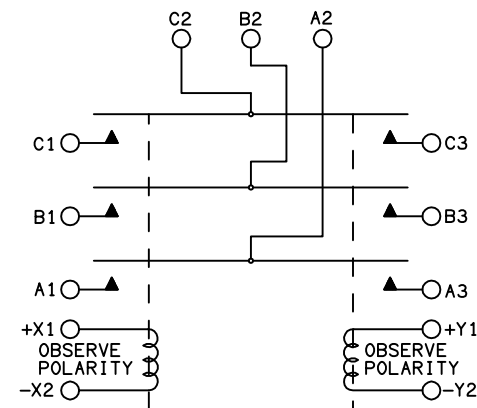 C2 B2 A2
C1 C3
B1 B3
A1 A3
+X1 +Y1
OBSERVE OBSERVE
POLARITY POLARITY
-X2 -Y2